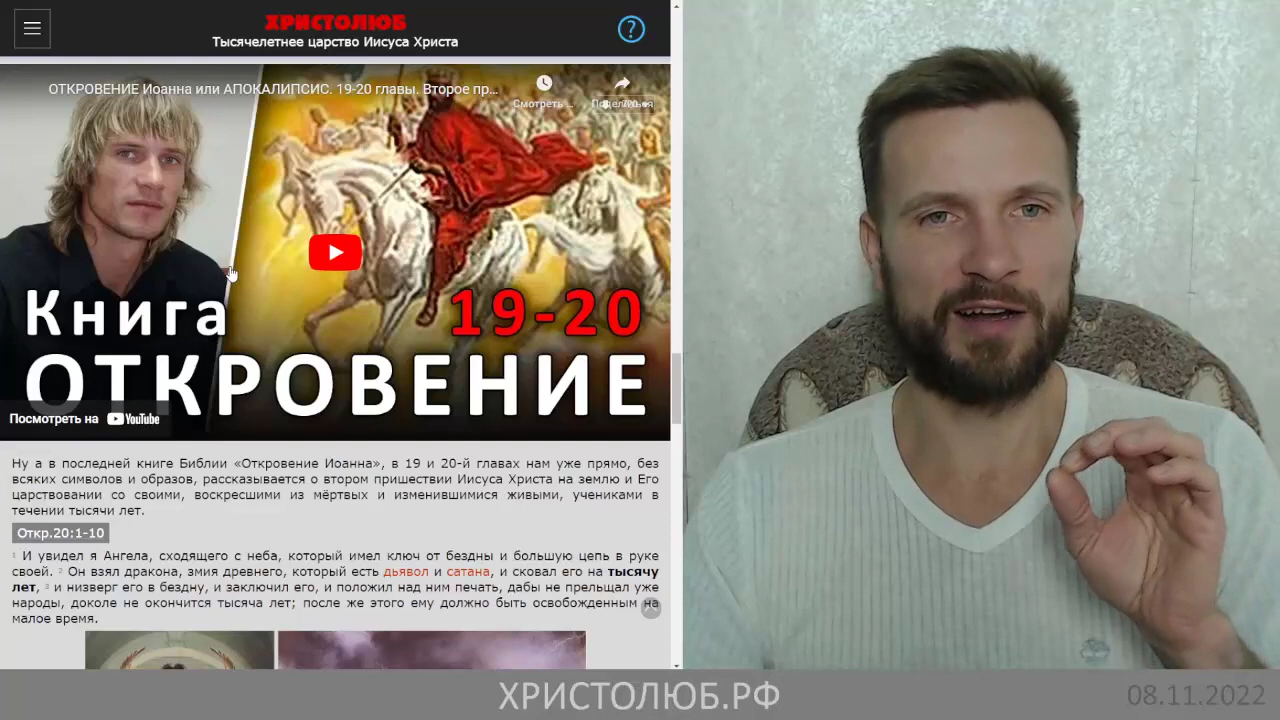 ХРИСТОЛЮБ
Тысячелетнее царство Иисуса Христа
?
ОТКРОВЕНИЕ Иоанна или АПОКАЛИПСИС. 19-20 главы. Второе пр...
Смотреть ...
Поделиться
Книга
19-20
ОТКРОВЕНИЕ
Посмотреть на YouTube
Ну а в последней книге Библии «Откровение Иоанна», в 19 и 20-й главах нам уже прямо, без
всяких символов и образов, рассказывается о втором пришествии Иисуса Христа на землю и Его
царствовании со своими, воскресшими из мёртвых и изменившимися живыми, учениками в
течении тысячи лет.
Откр.20:1-10
1 И увидел я Ангела, сходящего с неба, который имел ключ от бездны и большую цепь в руке
своей. 2 Он взял дракона, змия древнего, который есть дьявол и сатана, и сковал его на тысячу
лет, 3 и низверг его в бездну, и заключил его, и положил над ним печать, дабы не прельщал уже
народы, доколе не окончится тысяча лет; после же этого ему должно быть освобожденным на
малое время.
ХРИСТОЛЮБ.РФ
08.11.2022